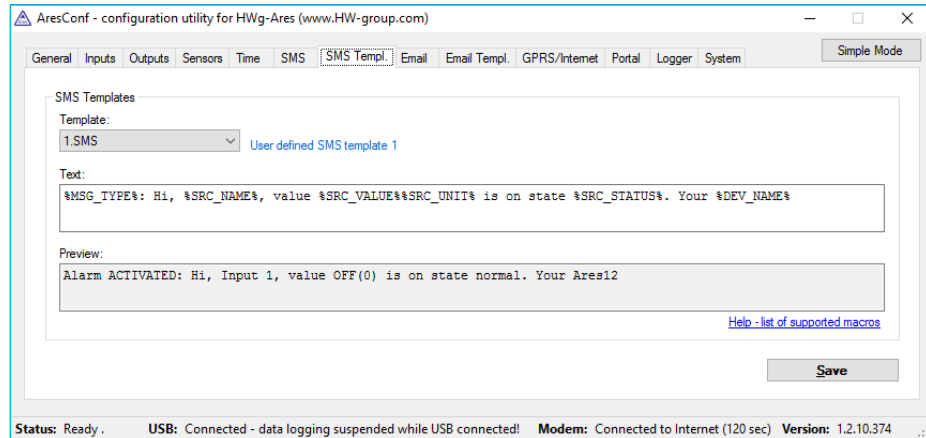 AresConf - configuration utility for HWg-Ares (www.HW-group.com)
General Inputs Outputs Sensors Time SMS SMS Templ. Email Email Templ. GPRS/Internet Portal Logger System Simple Mode
SMS Templates
Template:
1.SMS User defined SMS template 1
Text:
%MSG_TYPE%: Hi, %SRC_NAME%, value %SRC_VALUE%%SRC_UNIT% is on state %SRC_STATUS%. Your %DEV_NAME%
Preview:
Alarm ACTIVATED: Hi, Input 1, value OFF(0) is on state normal. Your Ares12
Help - list of supported macros
Save
Status: Ready . USB: Connected - data logging suspended while USB connected! Modem: Connected to Internet (120 sec) Version: 1.2.10.374